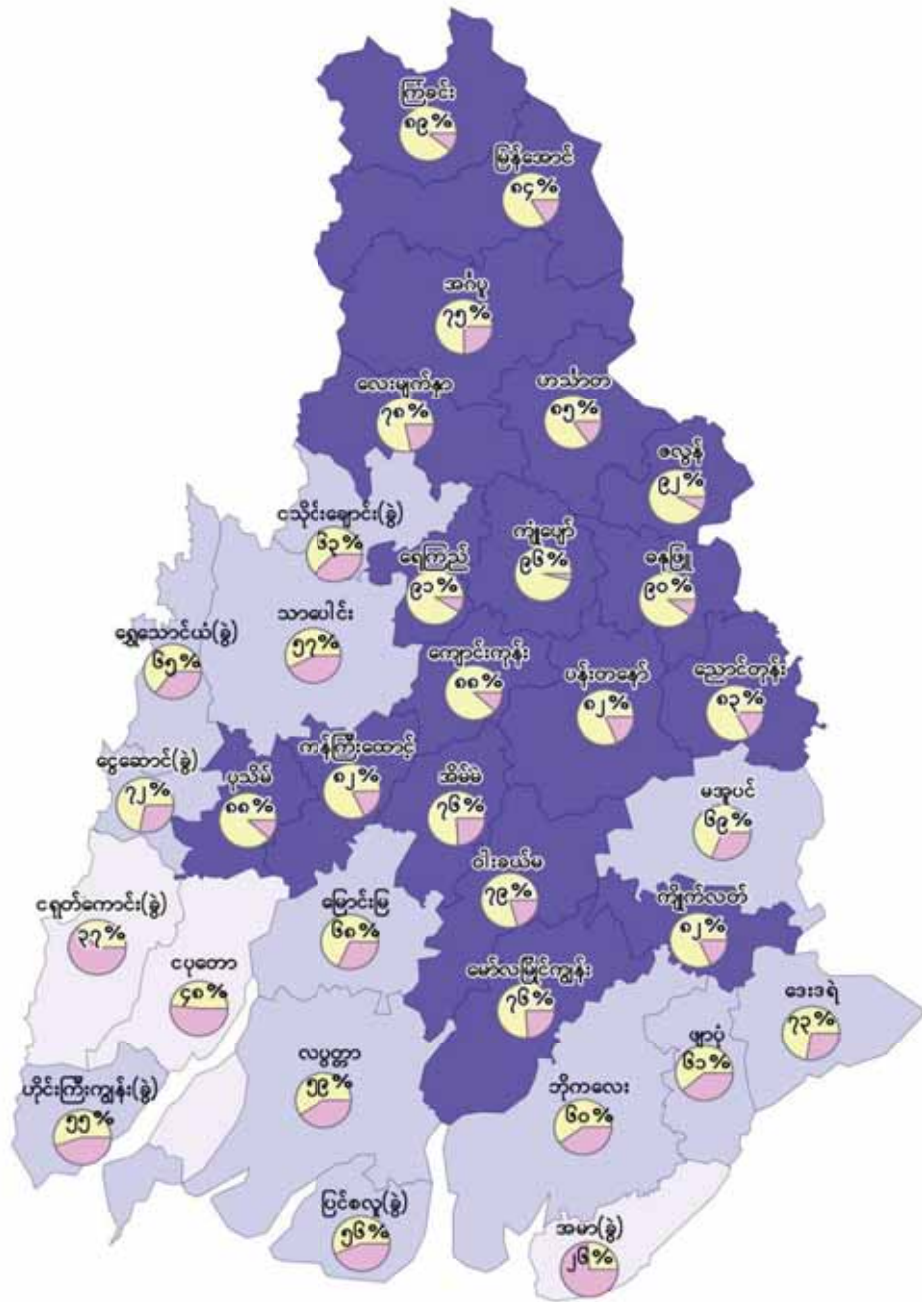 ကြံခင်း
၈၉%
မြန်အောင်
၈၄%
အင်္ဂပူ
၇၅%
လေးမျက်နှာ
၇၈%
ဟင်္သာတ
၈၅%
ဇလွန်
၉၂%
ငသိုင်းချောင်း(ခွဲ)
၆၃%
ရေကြည်
၉၁%
ကျုံပျော်
၉၆%
ဓနုဖြူ
၉၀%
ရွှေသောင်ယံ(ခွဲ)
၆၅%
သာပေါင်း
၅၇%
ကျောင်းကုန်း
၈၈%
ပန်းတနော်
၈၂%
ညောင်တုန်း
၈၃%
ငွေဆောင်(ခွဲ)
၇၂%
ပုသိမ်
၈၈%
ကန်ကြီးထောင့်
၈၂%
အိမ်မဲ
၇၆%
မအူပင်
၆၉%
ငရုတ်ကောင်း(ခွဲ)
၃၇%
ငပုတော
၄၈%
မြောင်းမြ
၆၈%
ဝါးခယ်မ
၇၉%
ကျိုက်လတ်
၈၂%
မော်လမြိုင်ကျွန်း
၇၆%
ဒေးဒရဲ
၇၃%
ဟိုင်းကြီးကျွန်း(ခွဲ)
၅၅%
လပွတ္တာ
၅၉%
ဘိုကလေး
၆၀%
ဖျာပုံ
၆၁%
ပြင်စလူ(ခွဲ)
၅၆%
အမာ(ခွဲ)
၂၆%